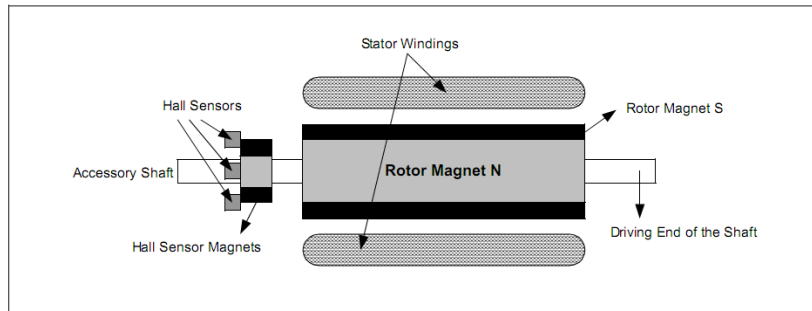 Stator Windings
Hall Sensors
Rotor Magnet S
Accessory Shaft
Rotor Magnet N
Driving End of the Shaft
Hall Sensor Magnets